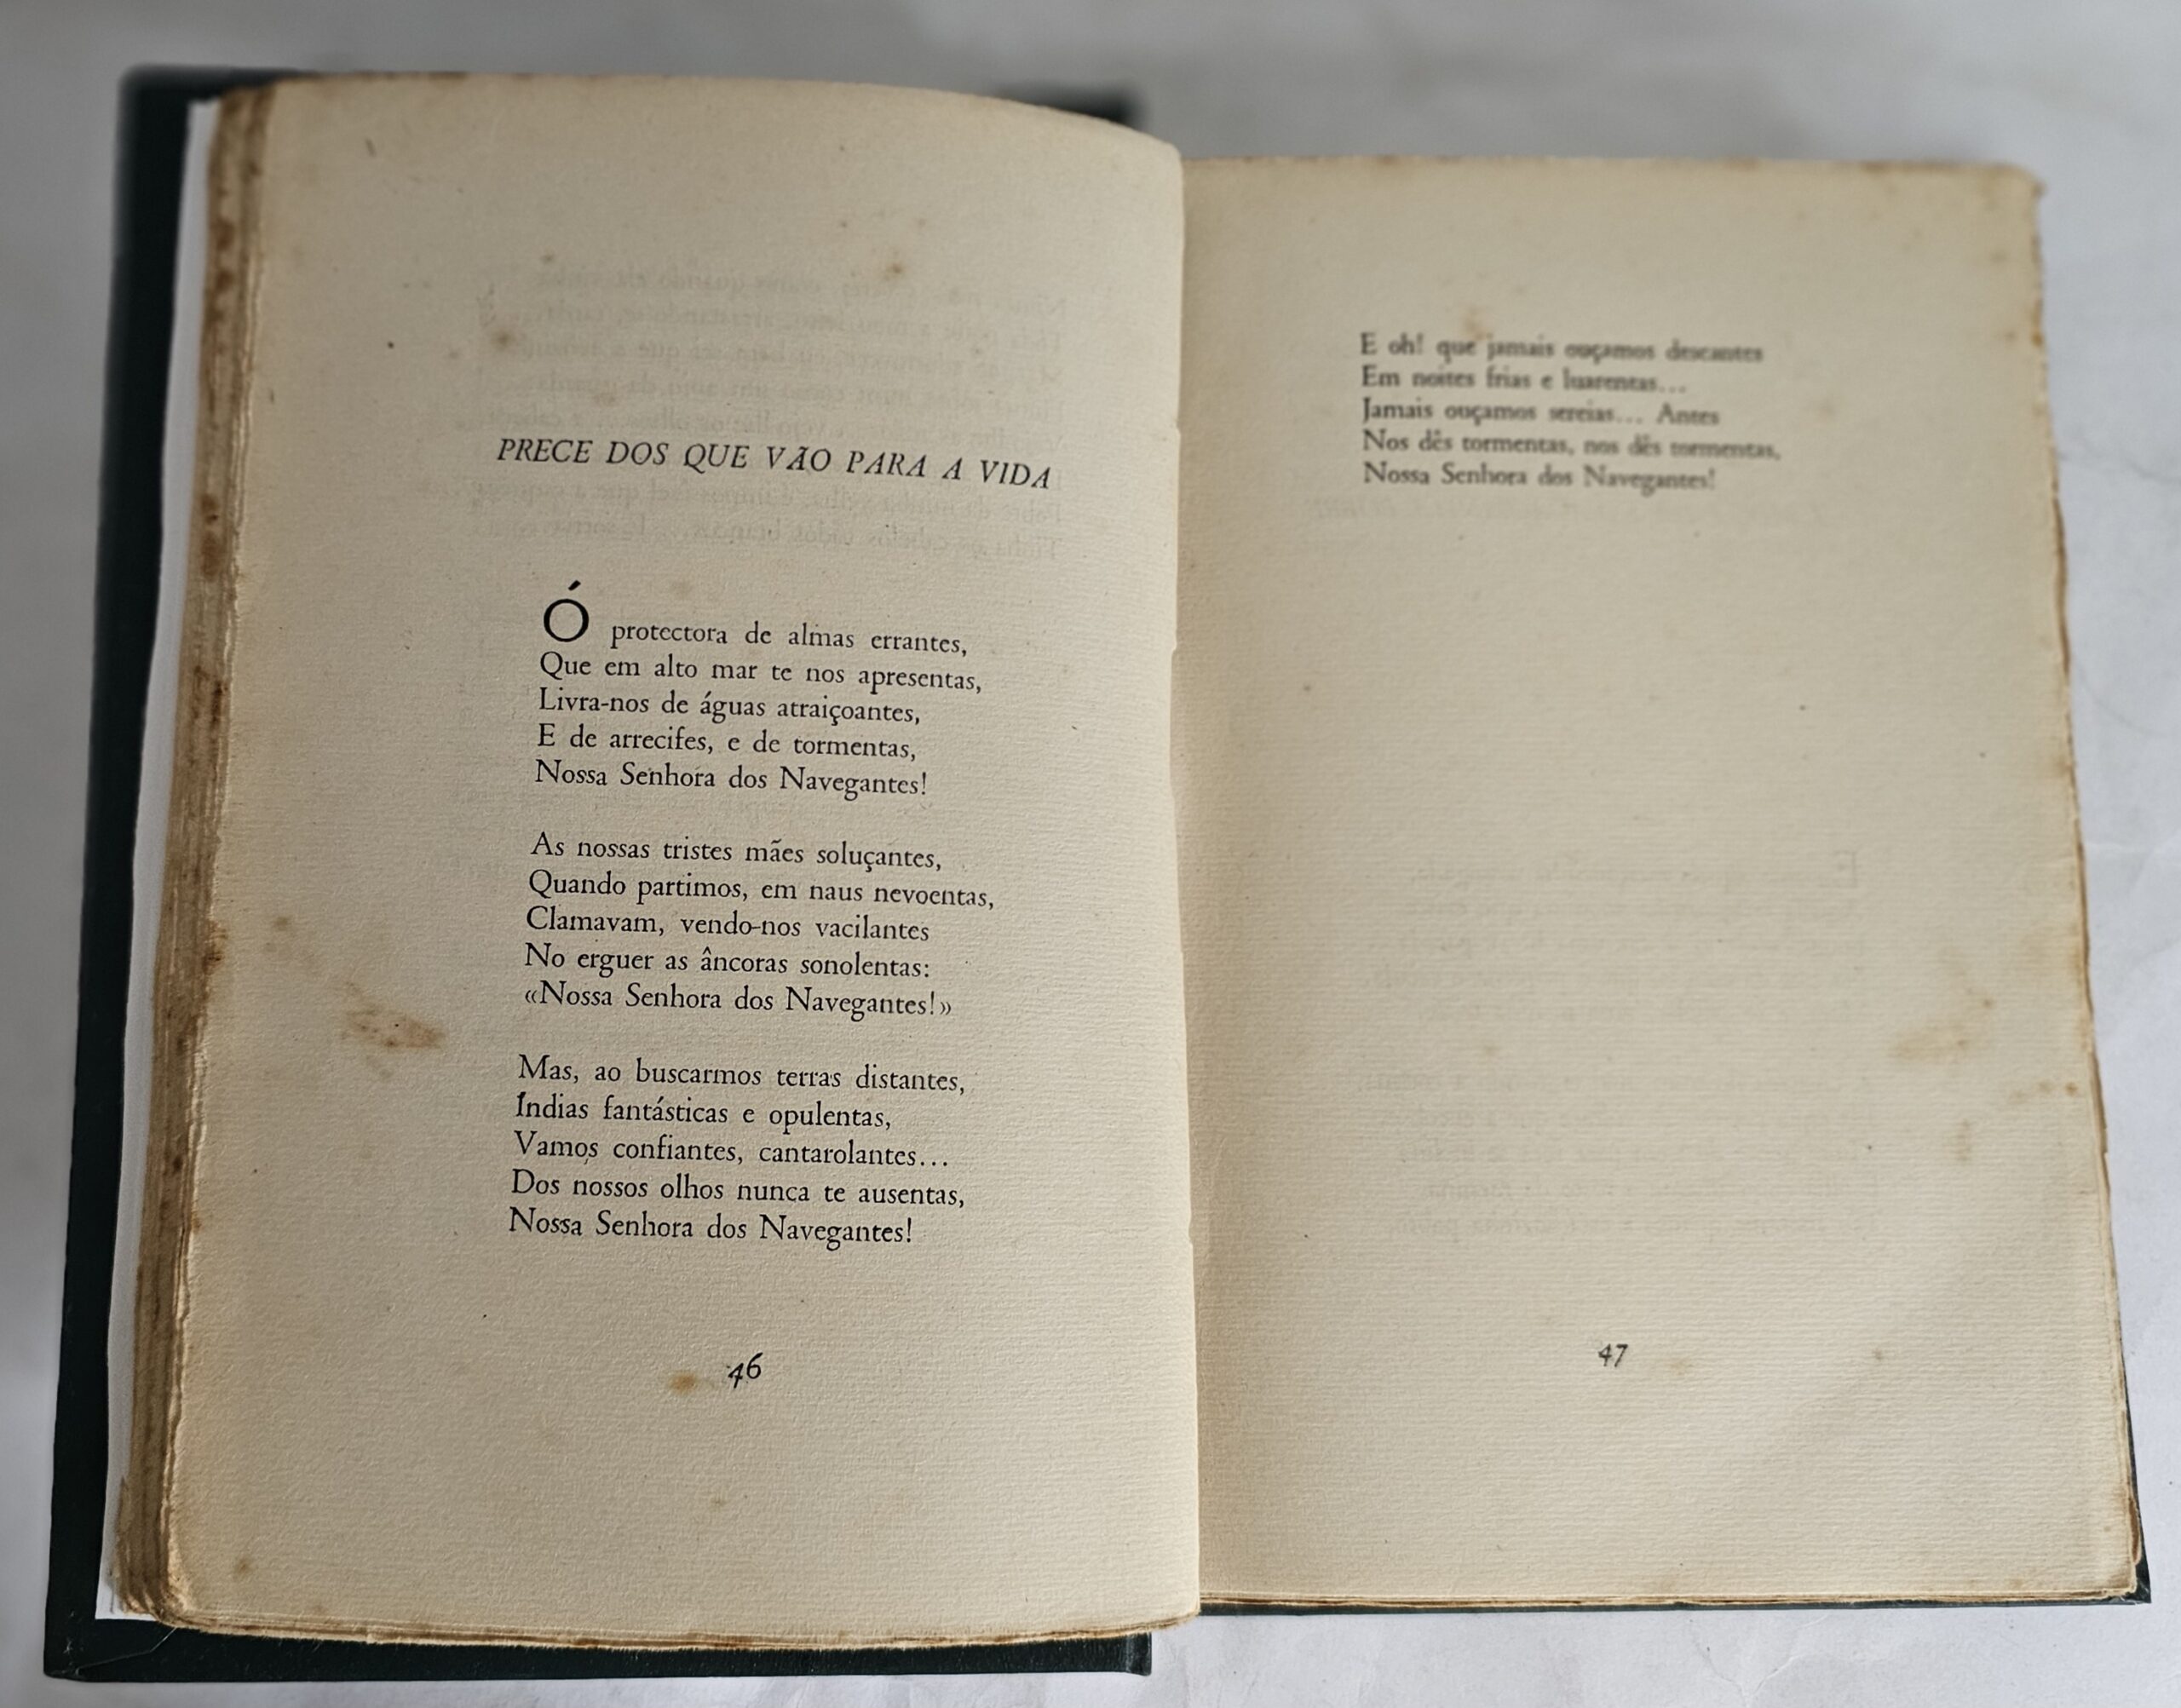 PRECE DOS QUE VÃO PARA A VIDA
Ó protectora de almas errantes,
Que em alto mar te nos apresentas,
Livra-nos de águas atraiçoantes,
E de arrecifes, e de tormentas,
Nossa Senhora dos Navegantes!
As nossas tristes mães soluçantes,
Quando partimos, em naus nevoentas,
Clamavam, vendo-nos vacilantes
No erguer as âncoras sonolentas:
«Nossa Senhora dos Navegantes!»
Mas, ao buscarmos terras distantes,
Índias fantásticas e opulentas,
Vamos confiantes, cantarolantes...
Dos nossos olhos nunca te ausentas,
Nossa Senhora dos Navegantes!
46
E oh! que jamais ouçamos descantes
Em noites frias e luarentas...
Jamais ouçamos sereias... Antes
Nos dês tormentas, nos dês tormentas,
Nossa Senhora dos Navegantes!
47